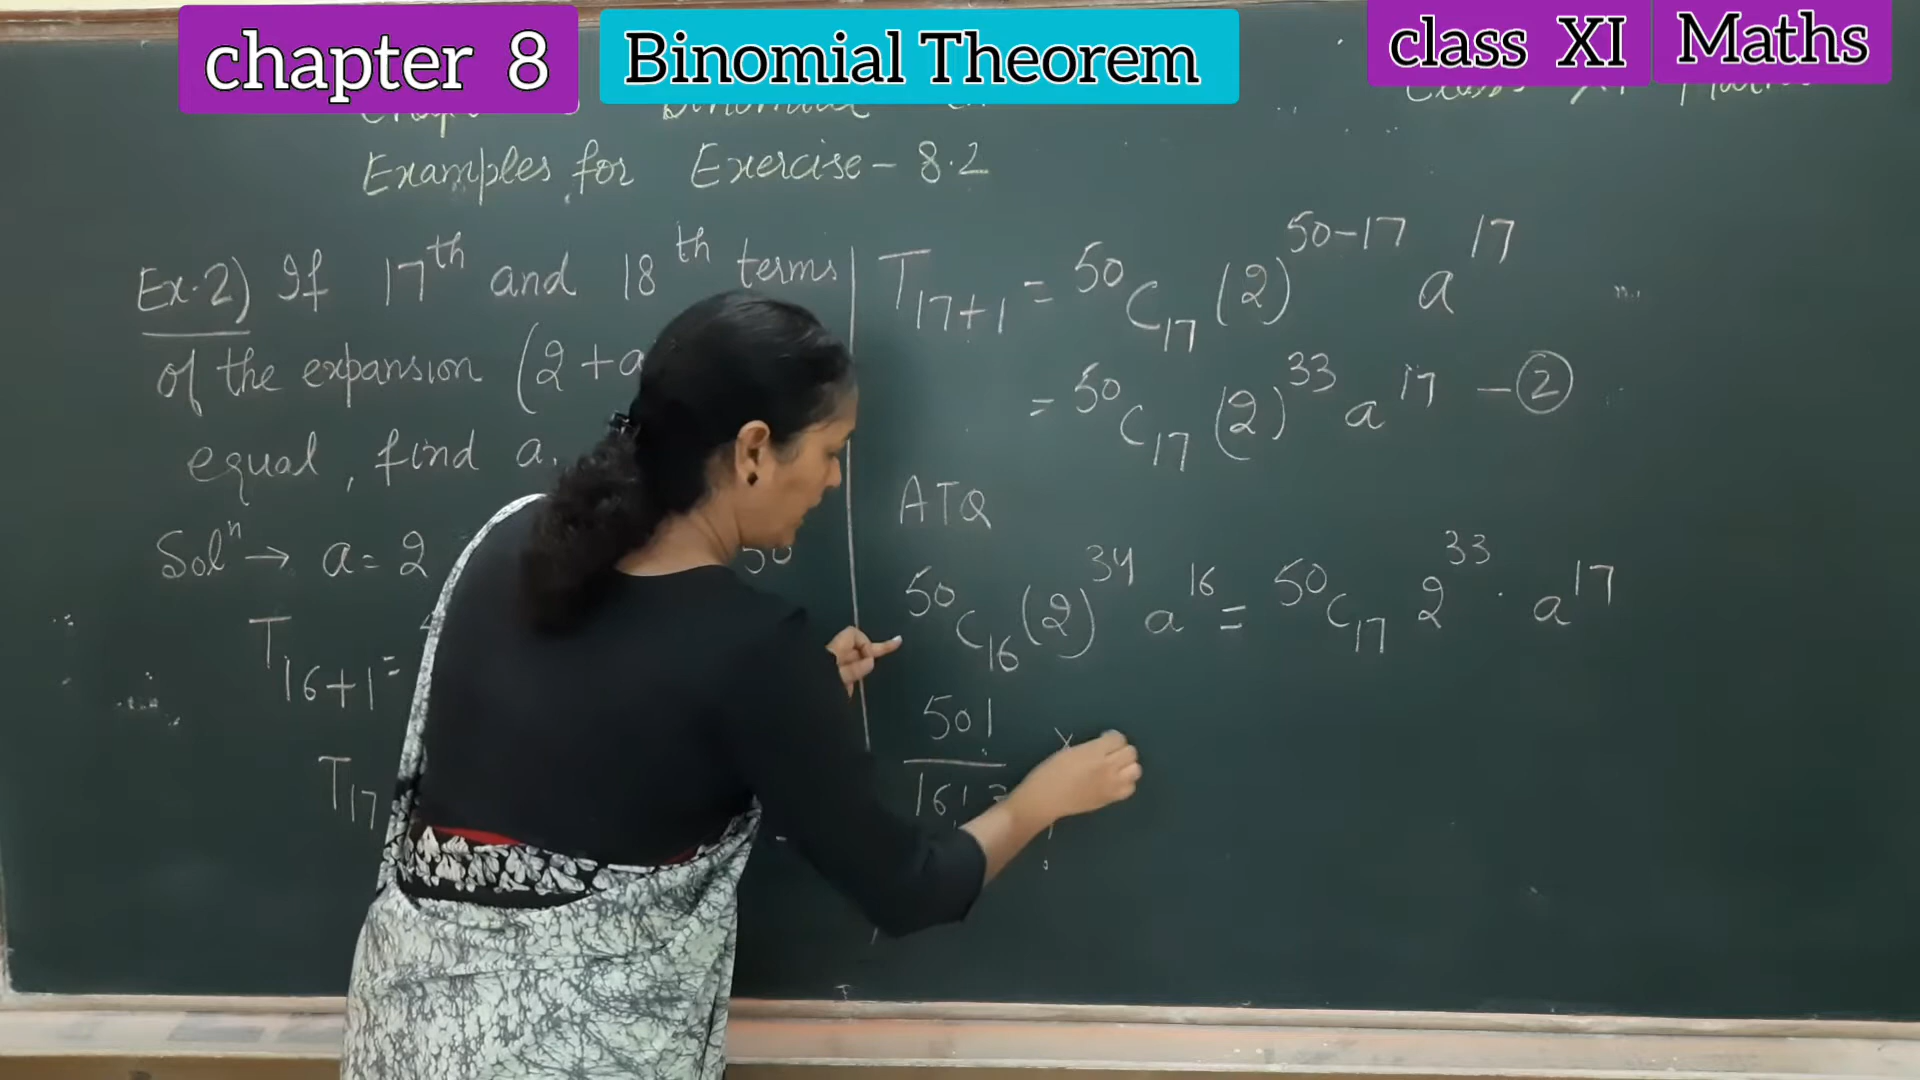 chapter 8 Binomial Theorem class XI Maths
Examples for Exercise - 8.2
Ex.2) If 17th and 18th terms
of the expansion (2 + a
equal, find a.
Solⁿ → a = 2 50
T₁₆₊₁ =
T₁₇
T₁₇₊₁ = ⁵⁰C₁₇ (2)⁵⁰⁻¹⁷ a¹⁷
= ⁵⁰C₁₇ (2)³³ a¹⁷ - ②
ATQ
⁵⁰C₁₆ (2)³⁴ a¹⁶ = ⁵⁰C₁₇ 2³³ · a¹⁷
50! ×
16! 3